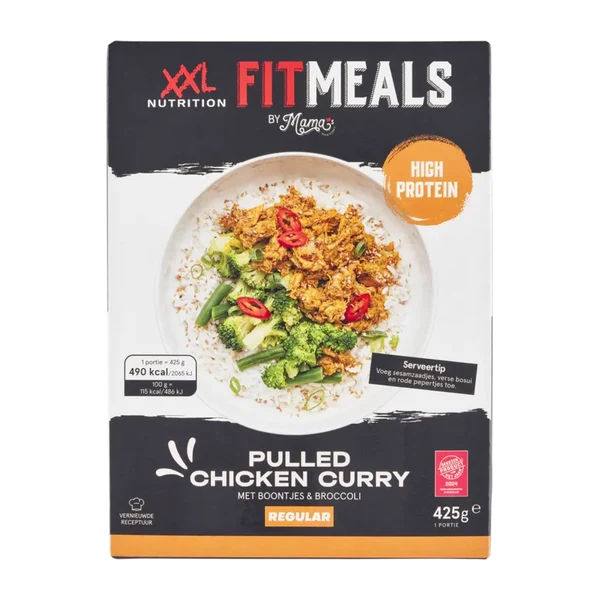 XXL
NUTRITION
FITMEALS
BY Mama's
HIGH
PROTEIN
1 portie = 425 g
490 kcal/2065 kJ
100 g =
115 kcal/486 kJ
Serveertip
Voeg sesamzaadjes, verse bosui
en rode pepertjes toe.
PULLED
CHICKEN CURRY
MET BOONTJES & BROCCOLI
REGULAR
VERNIEUWDE
RECEPTUUR
2024
425g e
1 PORTIE